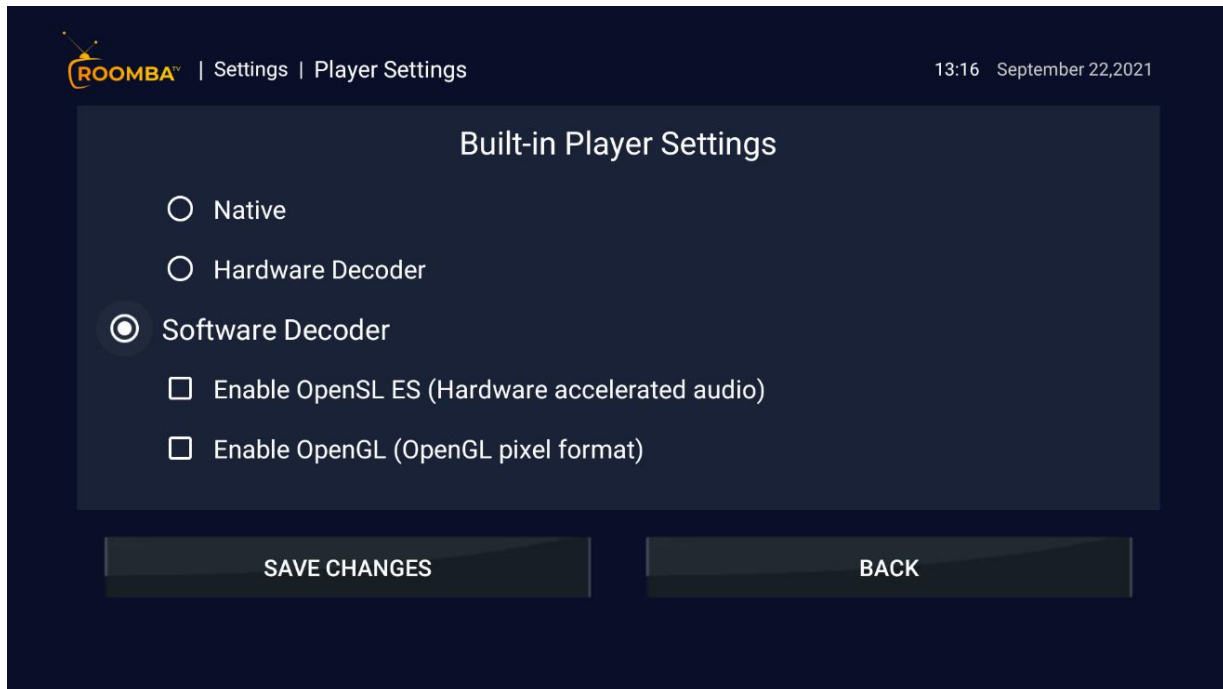 ROOMBA TV | Settings | Player Settings 13:16 September 22,2021
Built-in Player Settings
Native
Hardware Decoder
Software Decoder
Enable OpenSL ES (Hardware accelerated audio)
Enable OpenGL (OpenGL pixel format)
SAVE CHANGES BACK